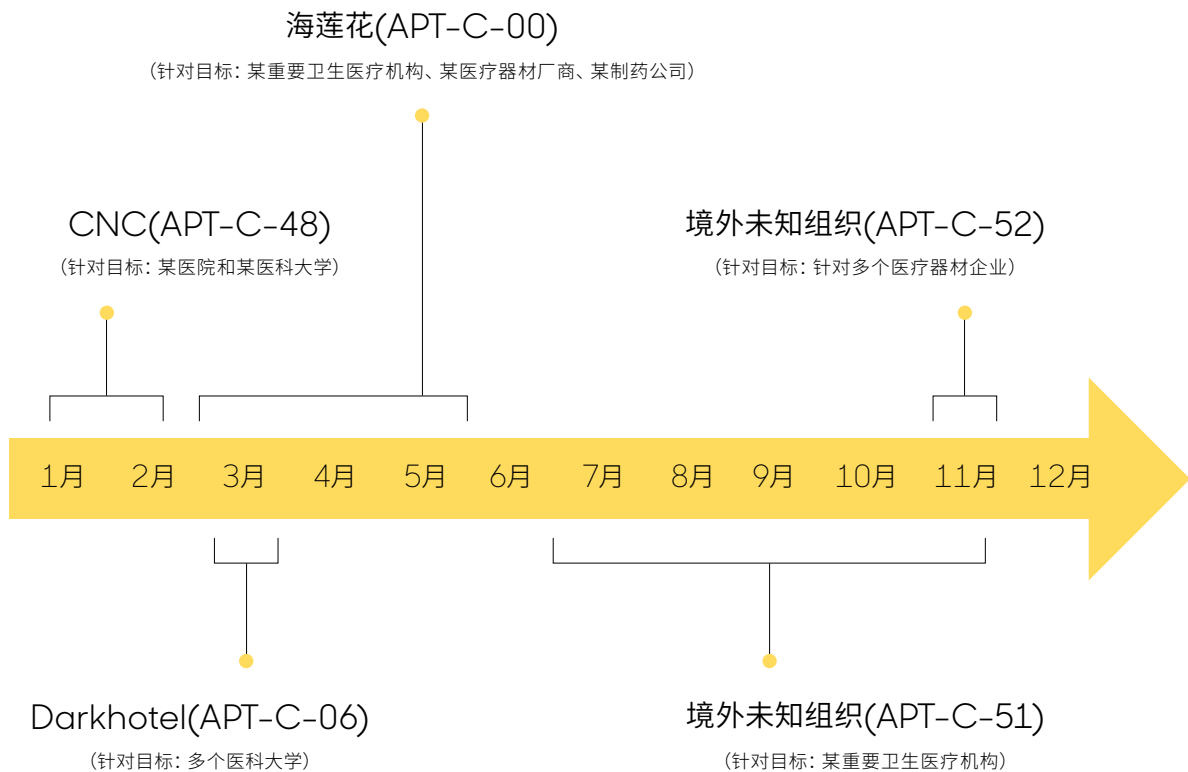 海莲花(APT-C-00)
(针对目标：某重要卫生医疗机构、某医疗器材厂商、某制药公司)
CNC(APT-C-48)
(针对目标：某医院和某医科大学)
境外未知组织(APT-C-52)
(针对目标：针对多个医疗器材企业)
1月 2月 3月 4月 5月 6月 7月 8月 9月 10月 11月 12月
Darkhotel(APT-C-06)
(针对目标：多个医科大学)
境外未知组织(APT-C-51)
(针对目标：某重要卫生医疗机构)